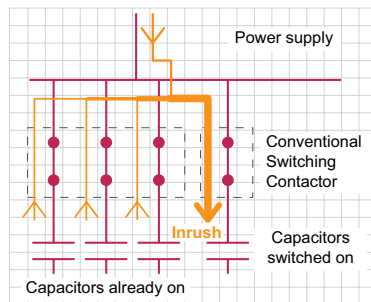 Power supply
Conventional
Switching
Contactor
Inrush
Capacitors
switched on
Capacitors already on